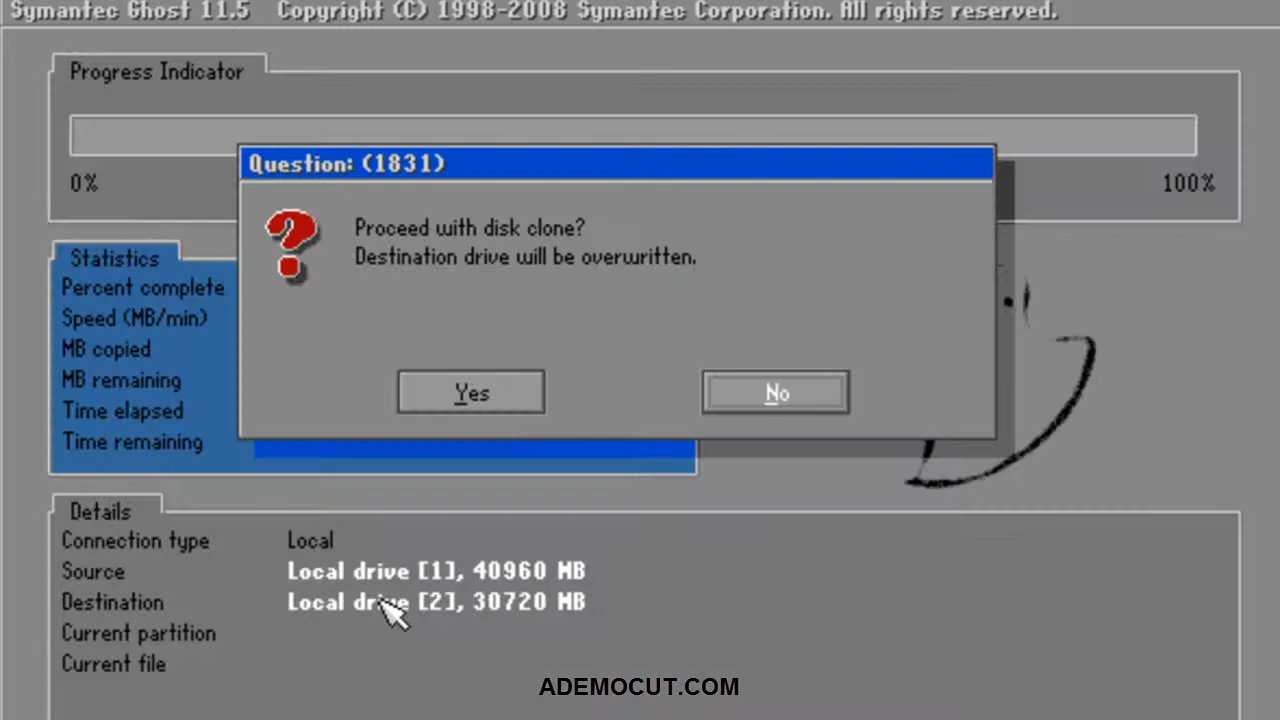 Symantec Ghost 11.5 Copyright (C) 1998-2008 Symantec Corporation. All rights reserved.
Progress Indicator
0%
100%
Question: (1831)
Proceed with disk clone?
Destination drive will be overwritten.
Yes
No
Statistics
Percent complete
Speed (MB/min)
MB copied
MB remaining
Time elapsed
Time remaining
Details
Connection type Local
Source Local drive [1], 40960 MB
Destination Local drive [2], 30720 MB
Current partition
Current file
ADEMOCUT.COM